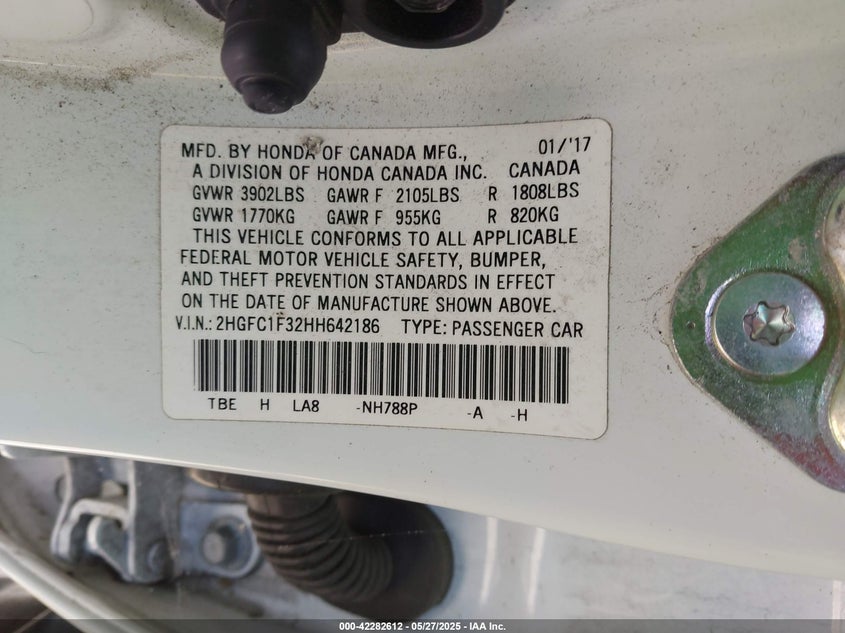 MFD. BY HONDA OF CANADA MFG., 01/'17
A DIVISION OF HONDA CANADA INC. CANADA
GVWR 3902LBS GAWR F 2105LBS R 1808LBS
GVWR 1770KG GAWR F 955KG R 820KG
THIS VEHICLE CONFORMS TO ALL APPLICABLE
FEDERAL MOTOR VEHICLE SAFETY, BUMPER,
AND THEFT PREVENTION STANDARDS IN EFFECT
ON THE DATE OF MANUFACTURE SHOWN ABOVE.
V.I.N.: 2HGFC1F32HH642186 TYPE: PASSENGER CAR
TBE H LA8 -NH788P -A -H
000-42282612 - 05/27/2025 - IAA Inc.